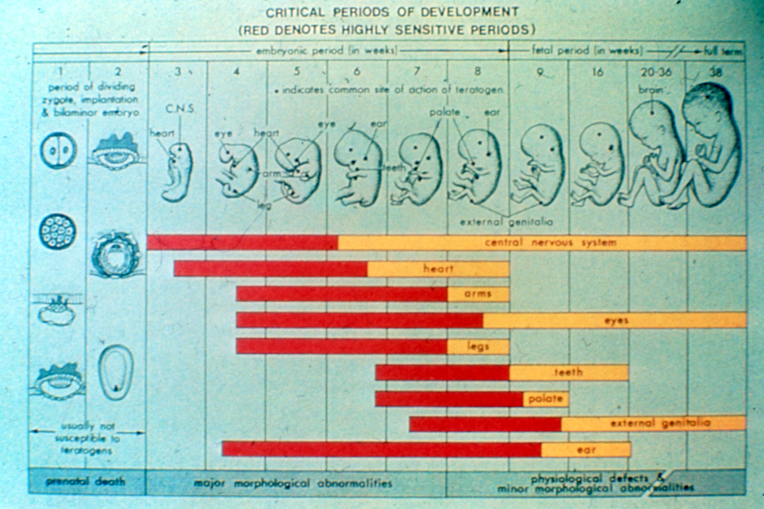 CRITICAL PERIODS OF DEVELOPMENT
(RED DENOTES HIGHLY SENSITIVE PERIODS)
embryonic period (in weeks)
fetal period (in weeks)
full term
1 2 3 4 5 6 7 8 9 16 20-36 38
period of dividing
zygote, implantation
& bilaminar embryo
• indicates common site of action of teratogen
C.N.S.
heart
eye
heart
eye
ear
palate
ear
brain
arm
teeth
leg
external genitalia
central nervous system
heart
arms
eyes
legs
teeth
palate
external genitalia
ear
usually not
susceptible to
teratogens
prenatal death
major morphological abnormalities
physiological defects &
minor morphological abnormalities